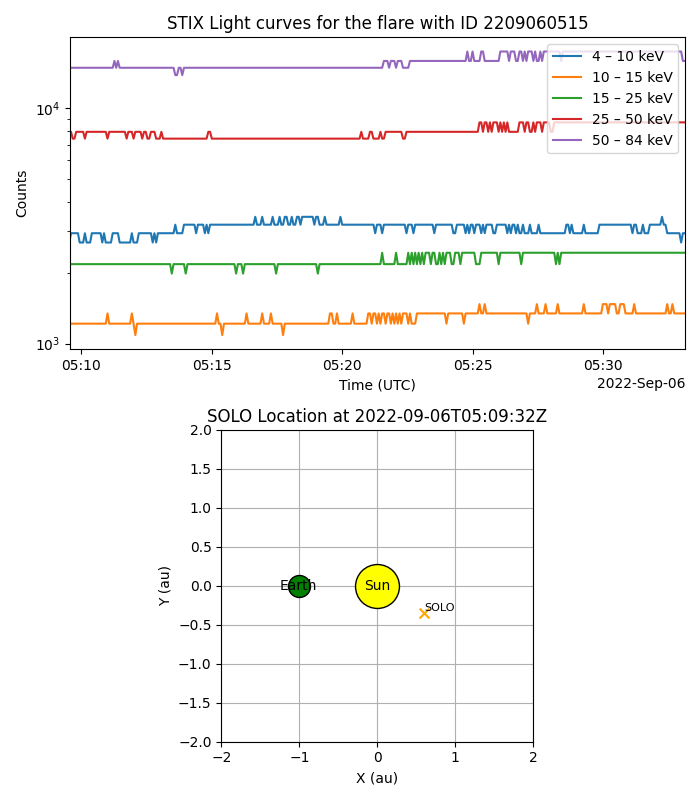 STIX Light curves for the flare with ID 2209060515
4 – 10 keV
10 – 15 keV
15 – 25 keV
25 – 50 keV
50 – 84 keV
10⁴
Counts
10³
05:10 05:15 05:20 05:25 05:30
Time (UTC)
2022-Sep-06
SOLO Location at 2022-09-06T05:09:32Z
2.0
1.5
1.0
0.5
0.0
−0.5
−1.0
−1.5
−2.0
Y (au)
Earth
Sun
SOLO
−2 −1 0 1 2
X (au)